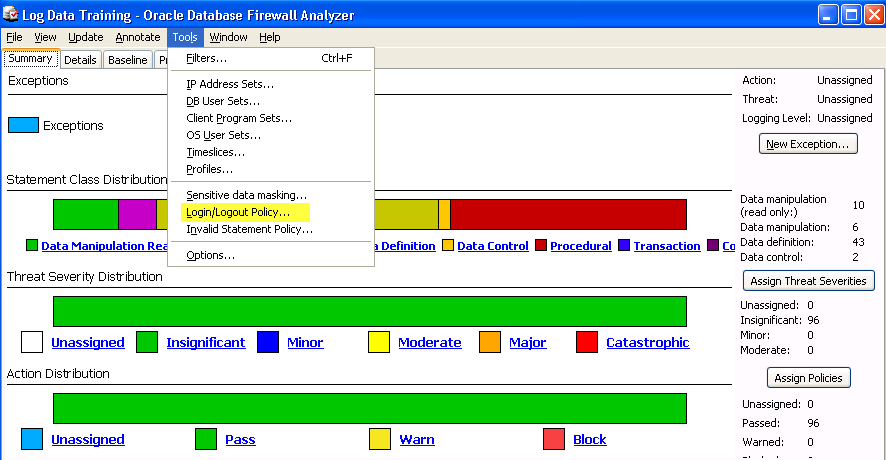 Log Data Training - Oracle Database Firewall Analyzer
File View Update Annotate Tools Window Help
Summary Details Baseline
Filters... Ctrl+F
IP Address Sets...
DB User Sets...
Client Program Sets...
OS User Sets...
Timeslices...
Profiles...
Sensitive data masking...
Login/Logout Policy...
Invalid Statement Policy...
Options...
Exceptions
Exceptions
Statement Class Distribution
Data Manipulation Definition Data Control Procedural Transaction
Threat Severity Distribution
Unassigned Insignificant Minor Moderate Major Catastrophic
Action Distribution
Unassigned Pass Warn Block
Action: Unassigned
Threat: Unassigned
Logging Level: Unassigned
New Exception...
Data manipulation
(read only:) 10
Data manipulation: 6
Data definition: 43
Data control: 2
Assign Threat Severities
Unassigned: 0
Insignificant: 96
Minor: 0
Moderate: 0
Assign Policies
Unassigned: 0
Passed: 96
Warned: 0